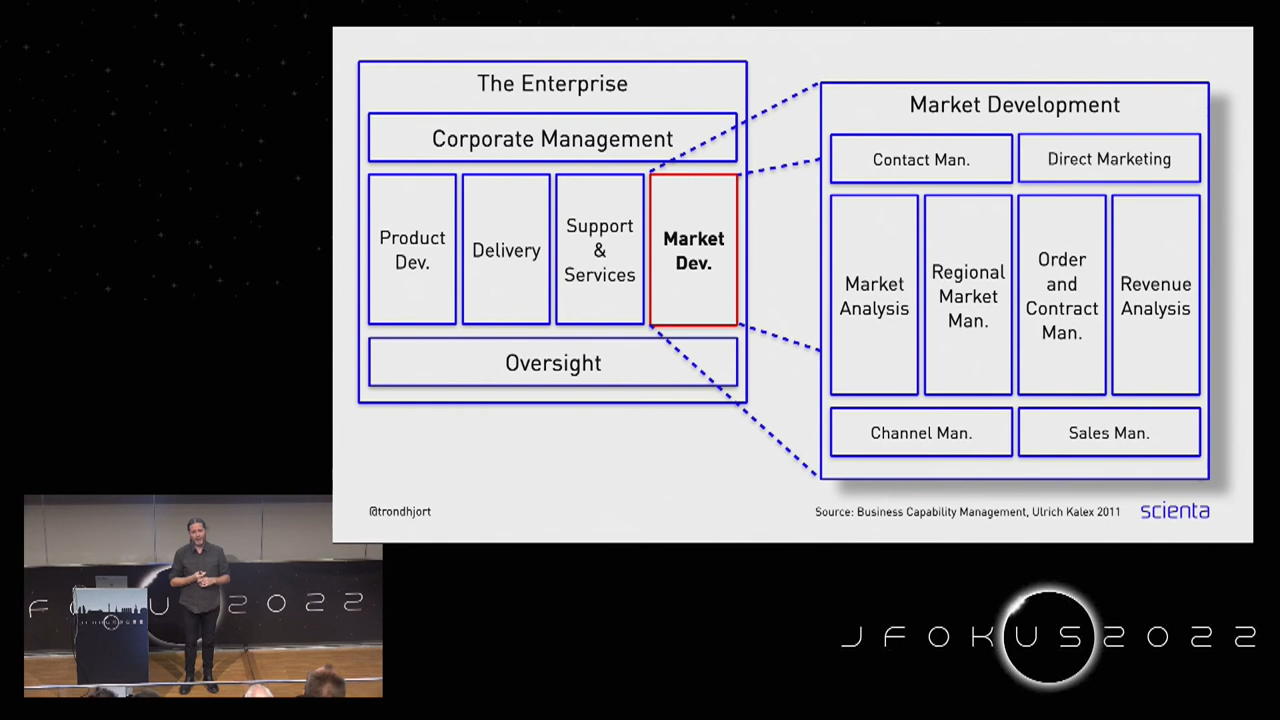 The Enterprise
Corporate Management
Product
Dev.
Delivery
Support
&
Services
Market
Dev.
Oversight
Market Development
Contact Man.
Direct Marketing
Market
Analysis
Regional
Market
Man.
Order
and
Contract
Man.
Revenue
Analysis
Channel Man.
Sales Man.
@trondhjort
Source: Business Capability Management, Ulrich Kalex 2011
scienta
JFOKUS2022